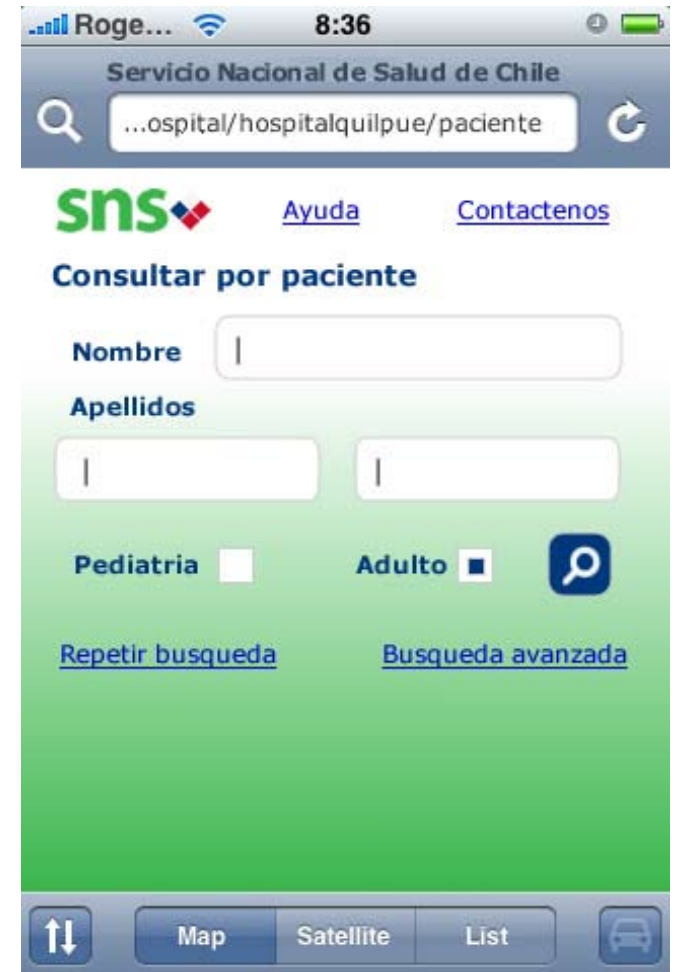 Roge... 8:36
Servicio Nacional de Salud de Chile
...ospital/hospitalquilpue/paciente
sns Ayuda Contactenos
Consultar por paciente
Nombre
Apellidos
Pediatria Adulto
Repetir busqueda Busqueda avanzada
Map Satellite List